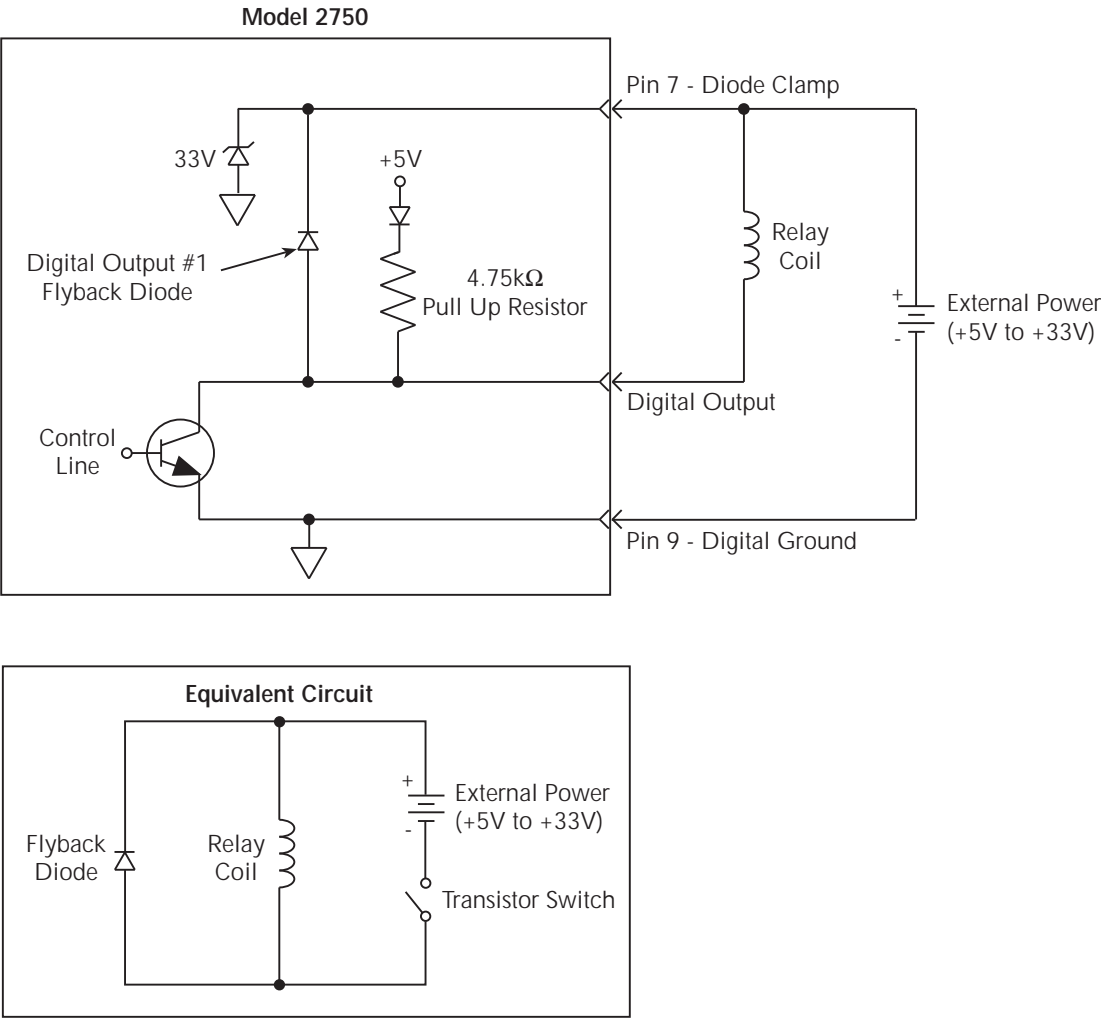 Model 2750
Pin 7 - Diode Clamp
33V
+5V
Digital Output #1
Flyback Diode
4.75kΩ
Pull Up Resistor
Relay
Coil
+
-
External Power
(+5V to +33V)
Digital Output
Control
Line
Pin 9 - Digital Ground
Equivalent Circuit
Flyback
Diode
Relay
Coil
+
-
External Power
(+5V to +33V)
Transistor Switch